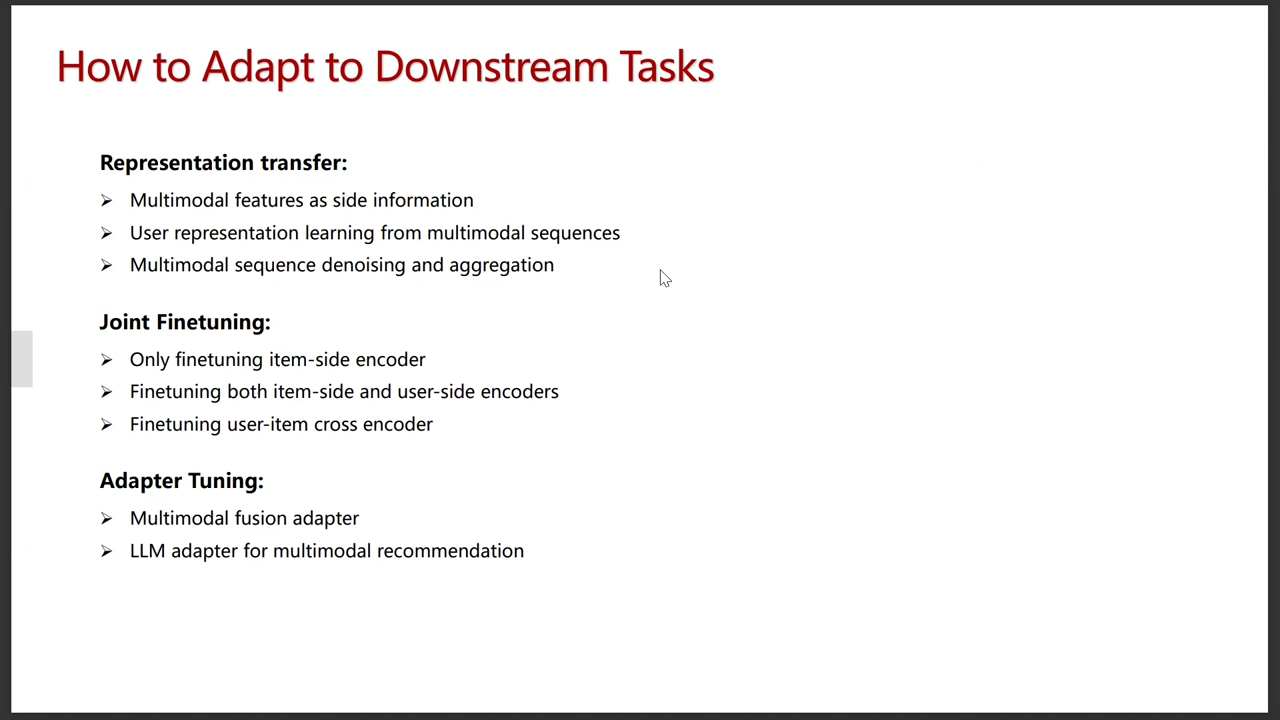 How to Adapt to Downstream Tasks
Representation transfer:
Multimodal features as side information
User representation learning from multimodal sequences
Multimodal sequence denoising and aggregation
Joint Finetuning:
Only finetuning item-side encoder
Finetuning both item-side and user-side encoders
Finetuning user-item cross encoder
Adapter Tuning:
Multimodal fusion adapter
LLM adapter for multimodal recommendation